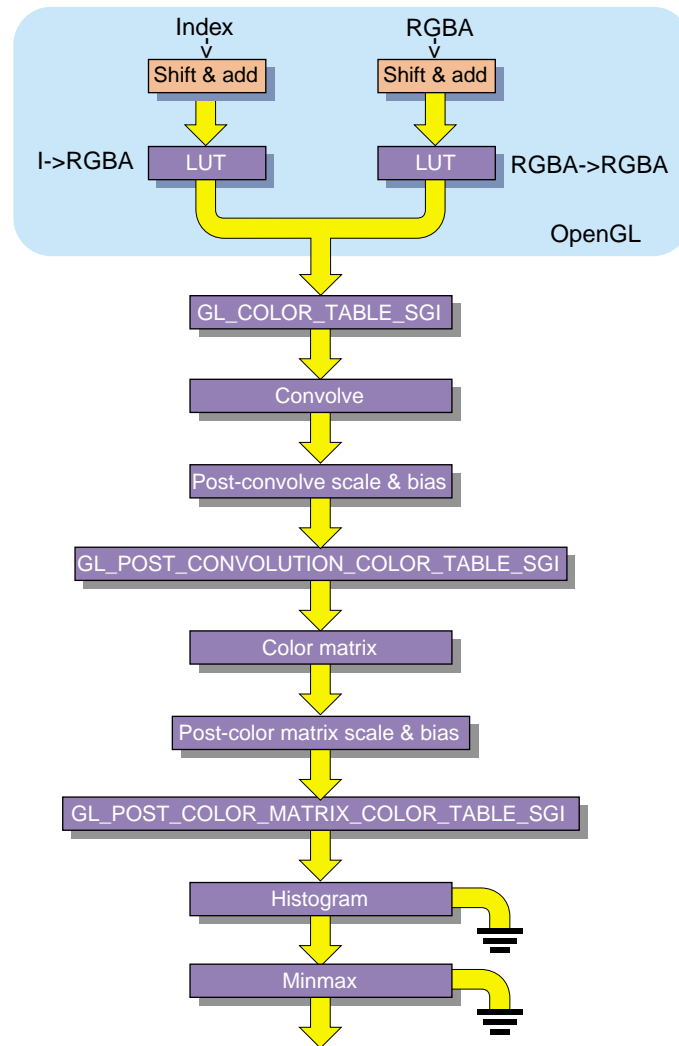 Index
RGBA
Shift & add
Shift & add
I->RGBA
LUT
LUT
RGBA->RGBA
OpenGL
GL_COLOR_TABLE_SGI
Convolve
Post-convolve scale & bias
GL_POST_CONVOLUTION_COLOR_TABLE_SGI
Color matrix
Post-color matrix scale & bias
GL_POST_COLOR_MATRIX_COLOR_TABLE_SGI
Histogram
Minmax